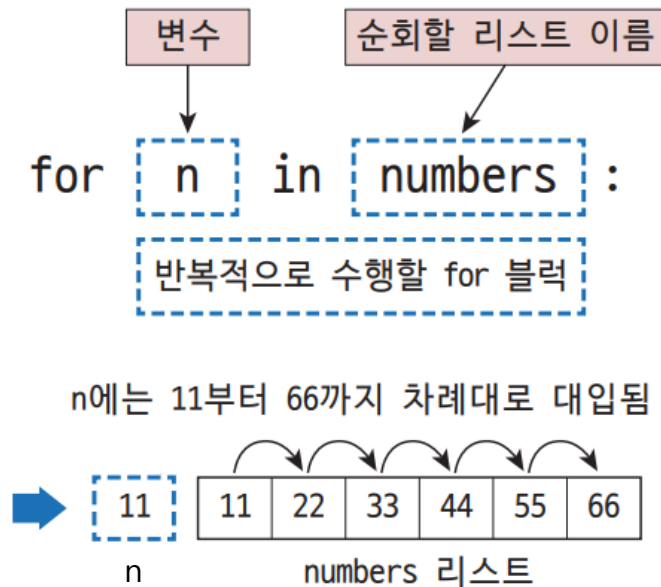 변수 순회할 리스트 이름
for n in numbers :
반복적으로 수행할 for 블럭
n에는 11부터 66까지 차례대로 대입됨
11 11 22 33 44 55 66
n numbers 리스트